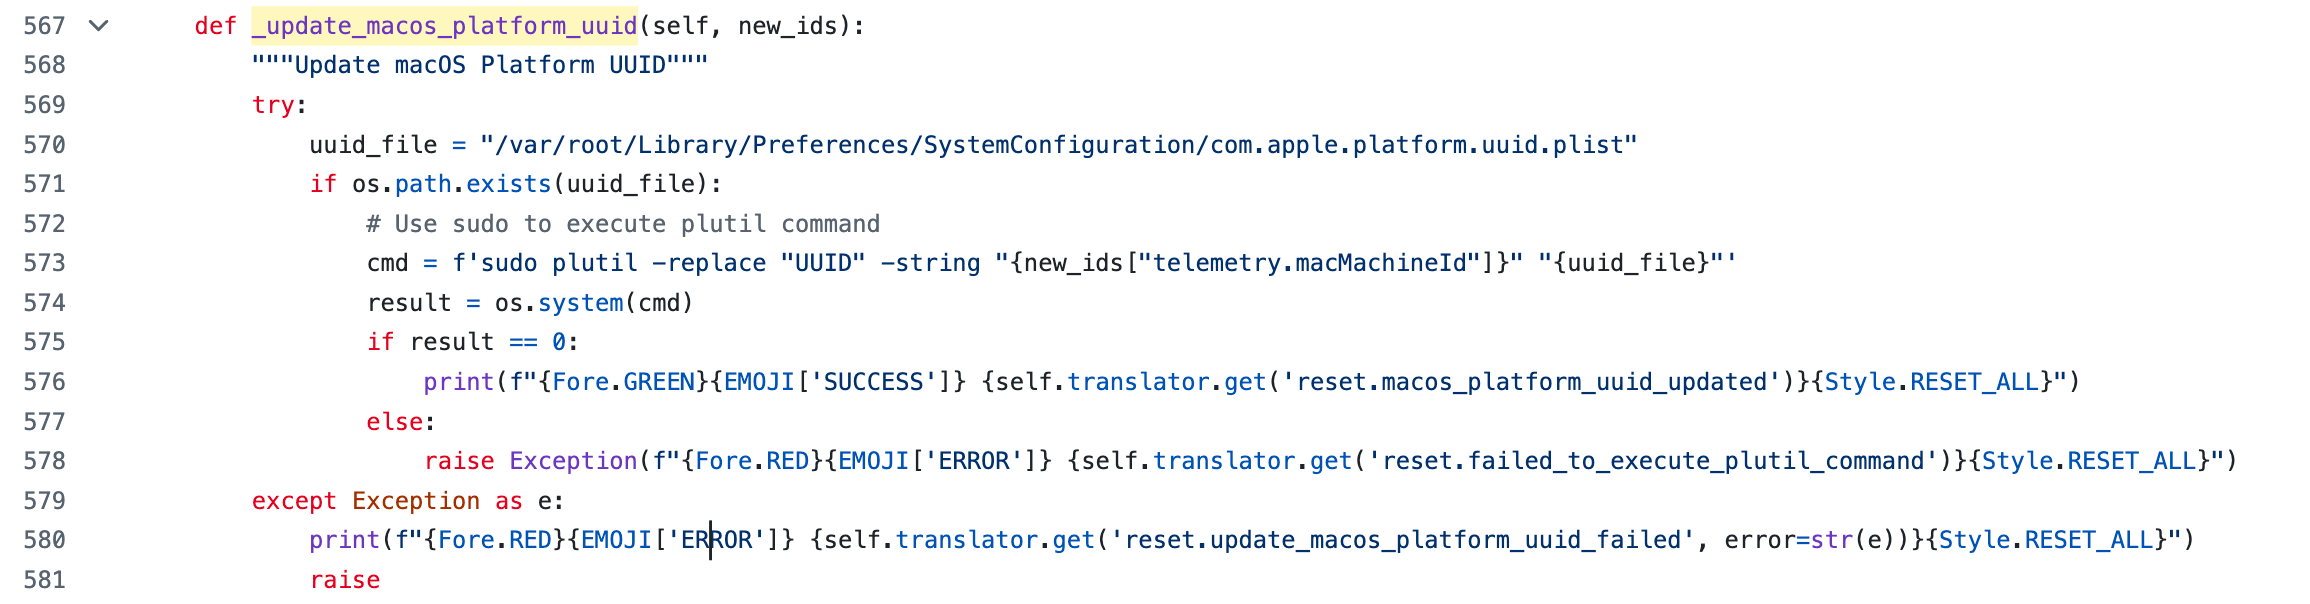 567 def _update_macos_platform_uuid(self, new_ids):
568 """Update macOS Platform UUID"""
569 try:
570 uuid_file = "/var/root/Library/Preferences/SystemConfiguration/com.apple.platform.uuid.plist"
571 if os.path.exists(uuid_file):
572 # Use sudo to execute plutil command
573 cmd = f'sudo plutil -replace "UUID" -string "{new_ids["telemetry.macMachineId"]}" "{uuid_file}"'
574 result = os.system(cmd)
575 if result == 0:
576 print(f"{Fore.GREEN}{EMOJI['SUCCESS']} {self.translator.get('reset.macos_platform_uuid_updated')}{Style.RESET_ALL}")
577 else:
578 raise Exception(f"{Fore.RED}{EMOJI['ERROR']} {self.translator.get('reset.failed_to_execute_plutil_command')}{Style.RESET_ALL}")
579 except Exception as e:
580 print(f"{Fore.RED}{EMOJI['ERROR']} {self.translator.get('reset.update_macos_platform_uuid_failed', error=str(e))}{Style.RESET_ALL}")
581 raise